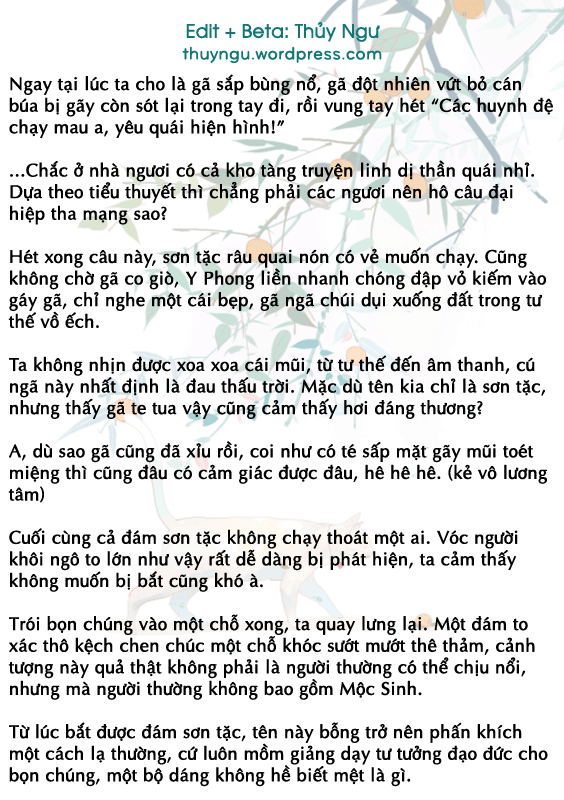 Edit + Beta: Thủy Ngư
thuyngu.wordpress.com
Ngay tại lúc ta cho là gã sắp bùng nổ, gã đột nhiên vứt bỏ cán
búa bị gãy còn sót lại trong tay đi, rồi vung tay hét “Các huynh đệ
chạy mau a, yêu quái hiện hình!”
...Chắc ở nhà ngươi có cả kho tàng truyện linh dị thần quái nhỉ.
Dựa theo tiểu thuyết thì chẳng phải các ngươi nên hô câu đại
hiệp tha mạng sao?
Hét xong câu này, sơn tặc râu quai nón có vẻ muốn chạy. Cũng
không chờ gã co giò, Y Phong liền nhanh chóng đập vỏ kiếm vào
gáy gã, chỉ nghe một cái bẹp, gã ngã chúi dụi xuống đất trong tư
thế vồ ếch.
Ta không nhịn được xoa xoa cái mũi, từ tư thế đến âm thanh, cú
ngã này nhất định là đau thấu trời. Mặc dù tên kia chỉ là sơn tặc,
nhưng thấy gã te tua vậy cũng cảm thấy hơi đáng thương?
A, dù sao gã cũng đã xỉu rồi, coi như có té sấp mặt gãy mũi toét
miệng thì cũng đâu có cảm giác được đâu, hê hê hê. (kẻ vô lương
tâm)
Cuối cùng cả đám sơn tặc không chạy thoát một ai. Vóc người
khôi ngô to lớn như vậy rất dễ dàng bị phát hiện, ta cảm thấy
không muốn bị bắt cũng khó à.
Trói bọn chúng vào một chỗ xong, ta quay lưng lại. Một đám to
xác thô kệch chen chúc một chỗ khóc sướt mướt thê thảm, cảnh
tượng này quả thật không phải là người thường có thể chịu nổi,
nhưng mà người thường không bao gồm Mộc Sinh.
Từ lúc bắt được đám sơn tặc, tên này bỗng trở nên phấn khích
một cách lạ thường, cứ luôn mồm giảng dạy tư tưởng đạo đức cho
bọn chúng, một bộ dáng không hề biết mệt là gì.